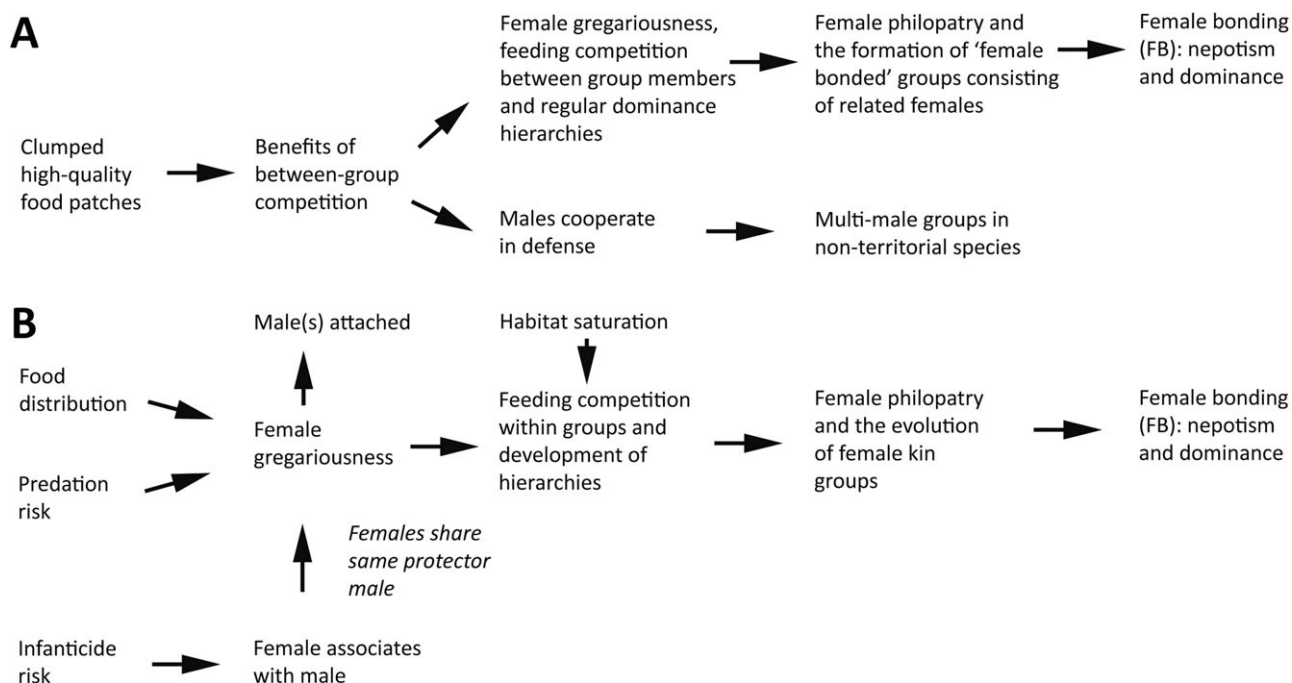 A
Clumped
high-quality
food patches
Benefits of
between-group
competition
Female gregariousness,
feeding competition
between group members
and regular dominance
hierarchies
Female philopatry and
the formation of ‘female
bonded’ groups consisting
of related females
Female bonding
(FB): nepotism
and dominance
Males cooperate
in defense
Multi-male groups in
non-territorial species
B
Male(s) attached
Habitat saturation
Food
distribution
Predation
risk
Female
gregariousness
Feeding competition
within groups and
development of
hierarchies
Female philopatry
and the evolution
of female kin
groups
Female bonding
(FB): nepotism
and dominance
Females share
same protector
male
Infanticide
risk
Female associates
with male